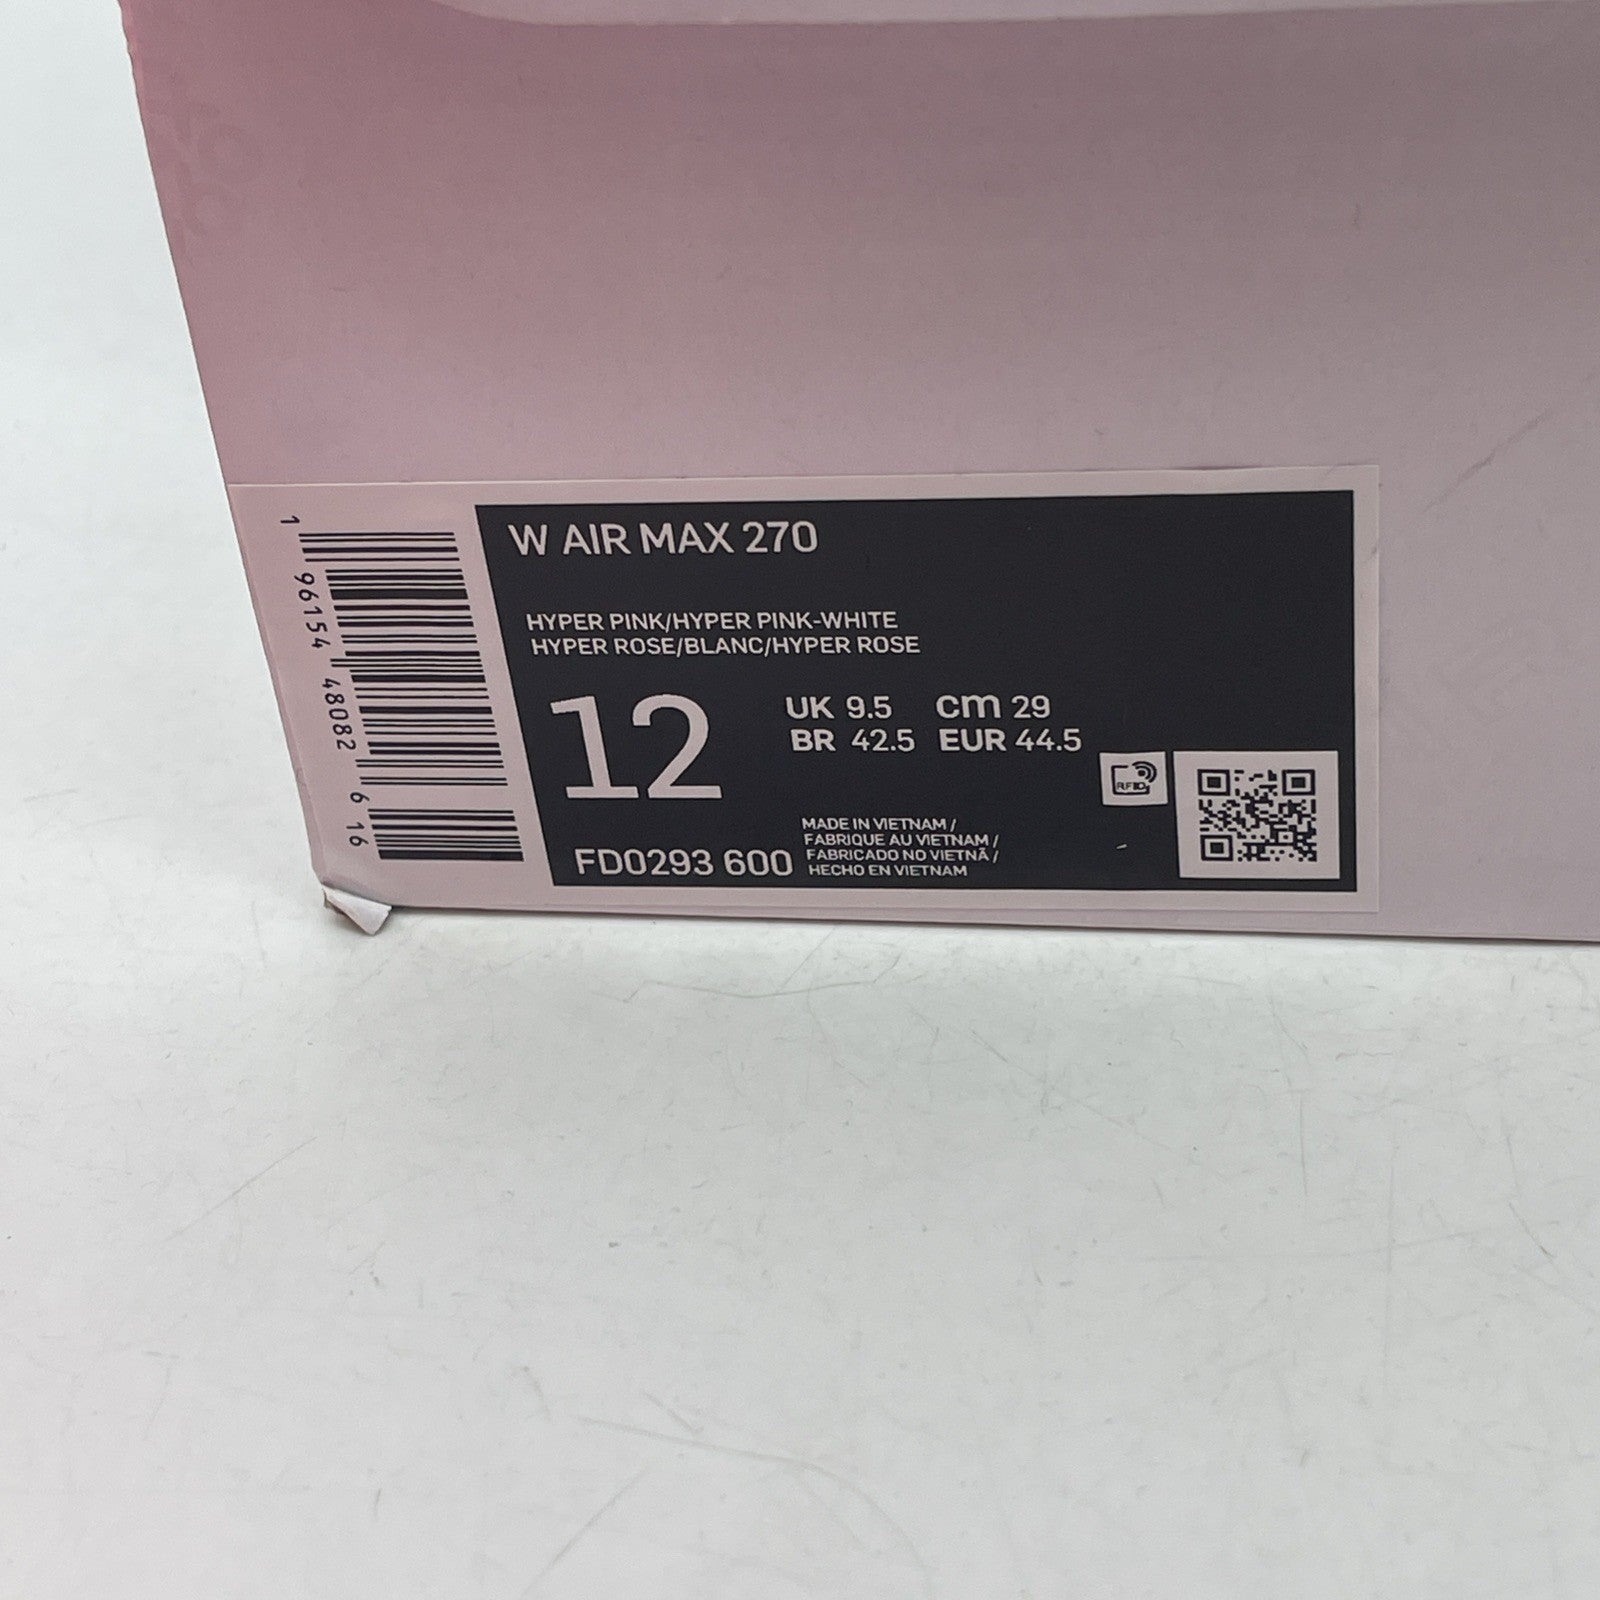 W AIR MAX 270
HYPER PINK/HYPER PINK-WHITE
HYPER ROSE/BLANC/HYPER ROSE
12
UK 9.5 cm 29
BR 42.5 EUR 44.5
RFID
FD0293 600
MADE IN VIETNAM /
FABRIQUE AU VIETNAM /
FABRICADO NO VIETNÃ /
HECHO EN VIETNAM
1 96154 48082 6 16